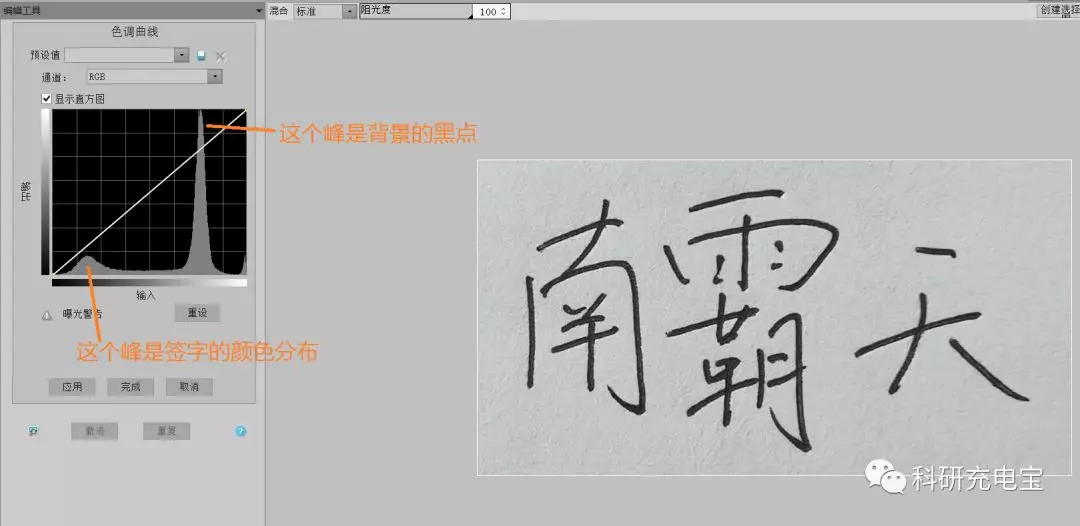 编辑工具
混合 标准 阻光度 100 创建选择
色调曲线
预设值
通道： RGB
显示直方图
这个峰是背景的黑点
输出
输入
曝光警告 重设
这个峰是签字的颜色分布
应用 完成 取消
撤消 重复
南霸天
科研充电宝